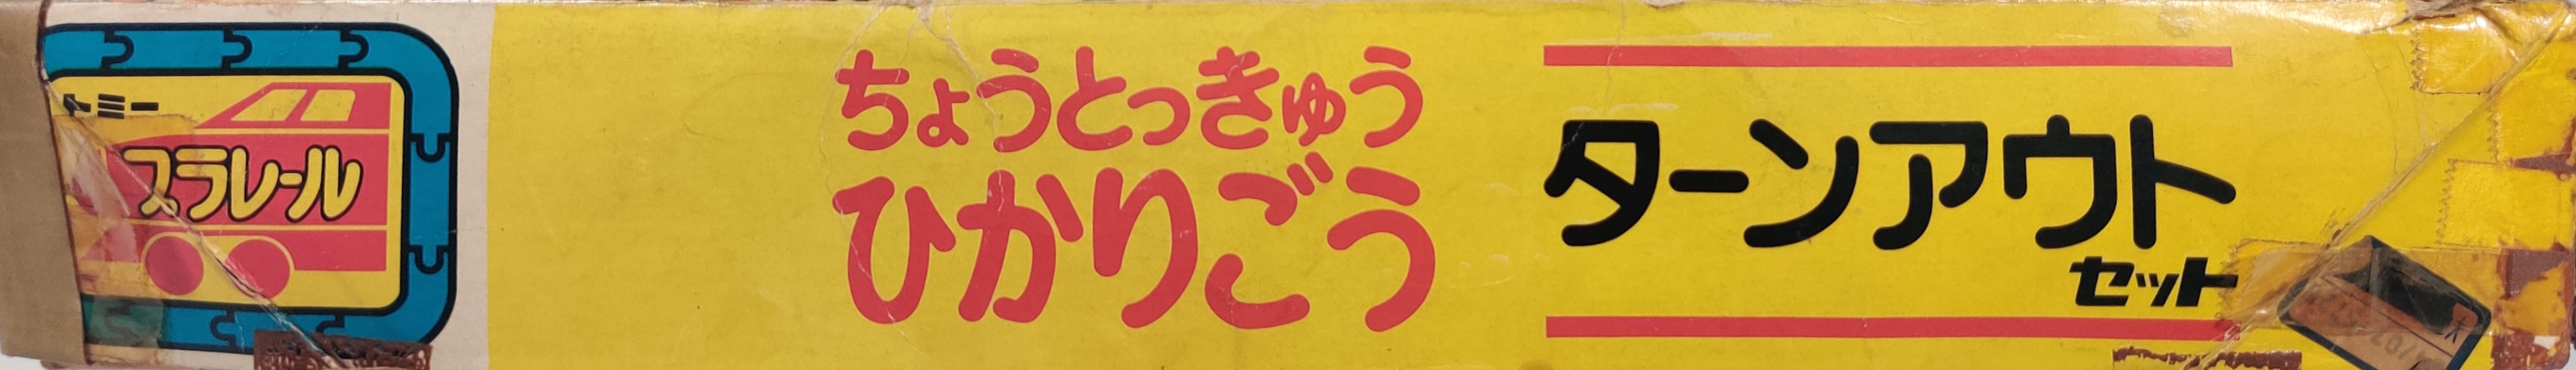 トミー
プラレール
ちょうとっきゅう
ひかりごう
ターンアウト
セット